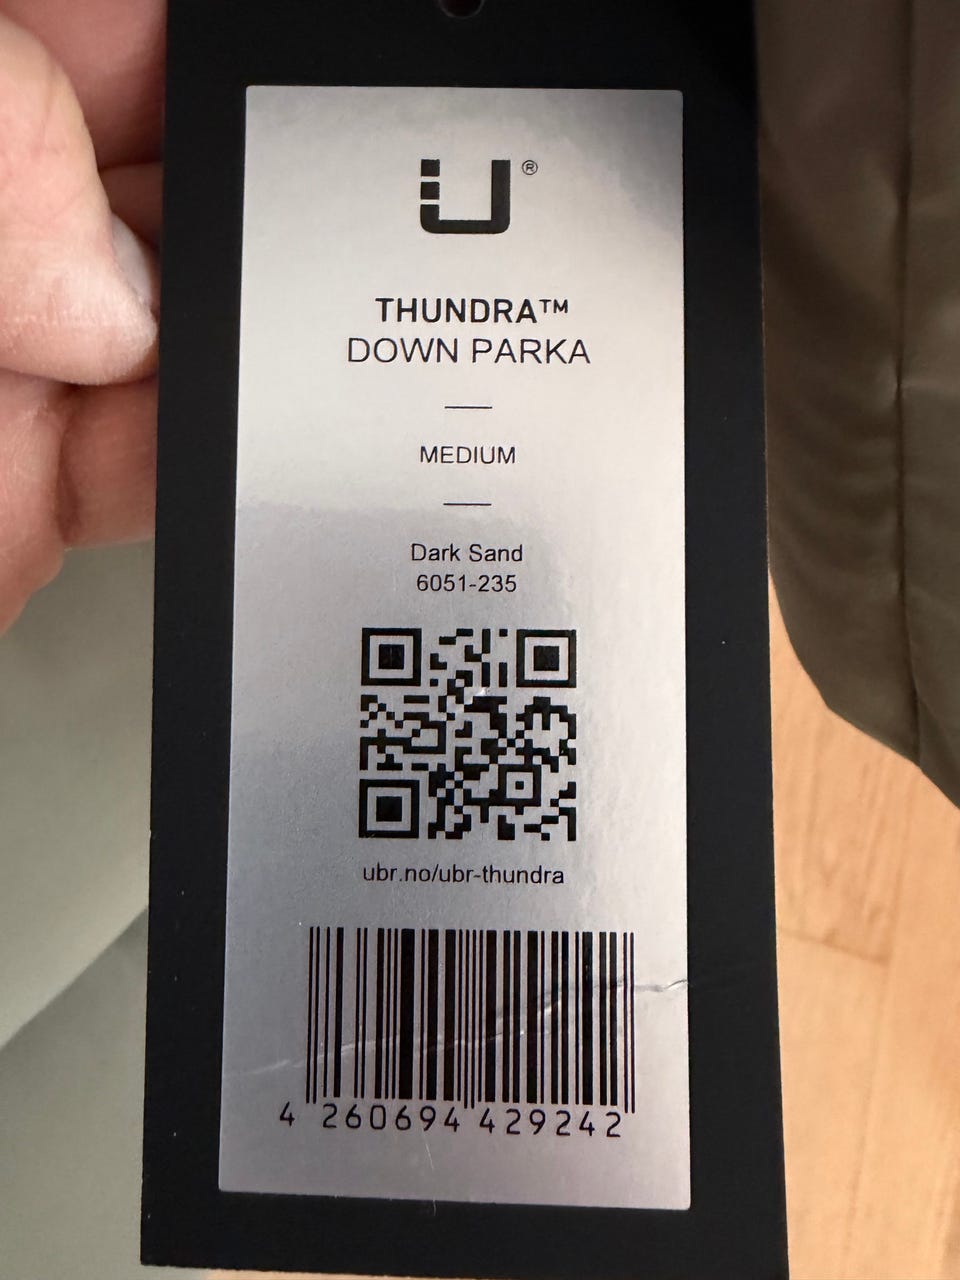 U®
THUNDRA™
DOWN PARKA
MEDIUM
Dark Sand
6051-235
ubr.no/ubr-thundra
4 260694 429242